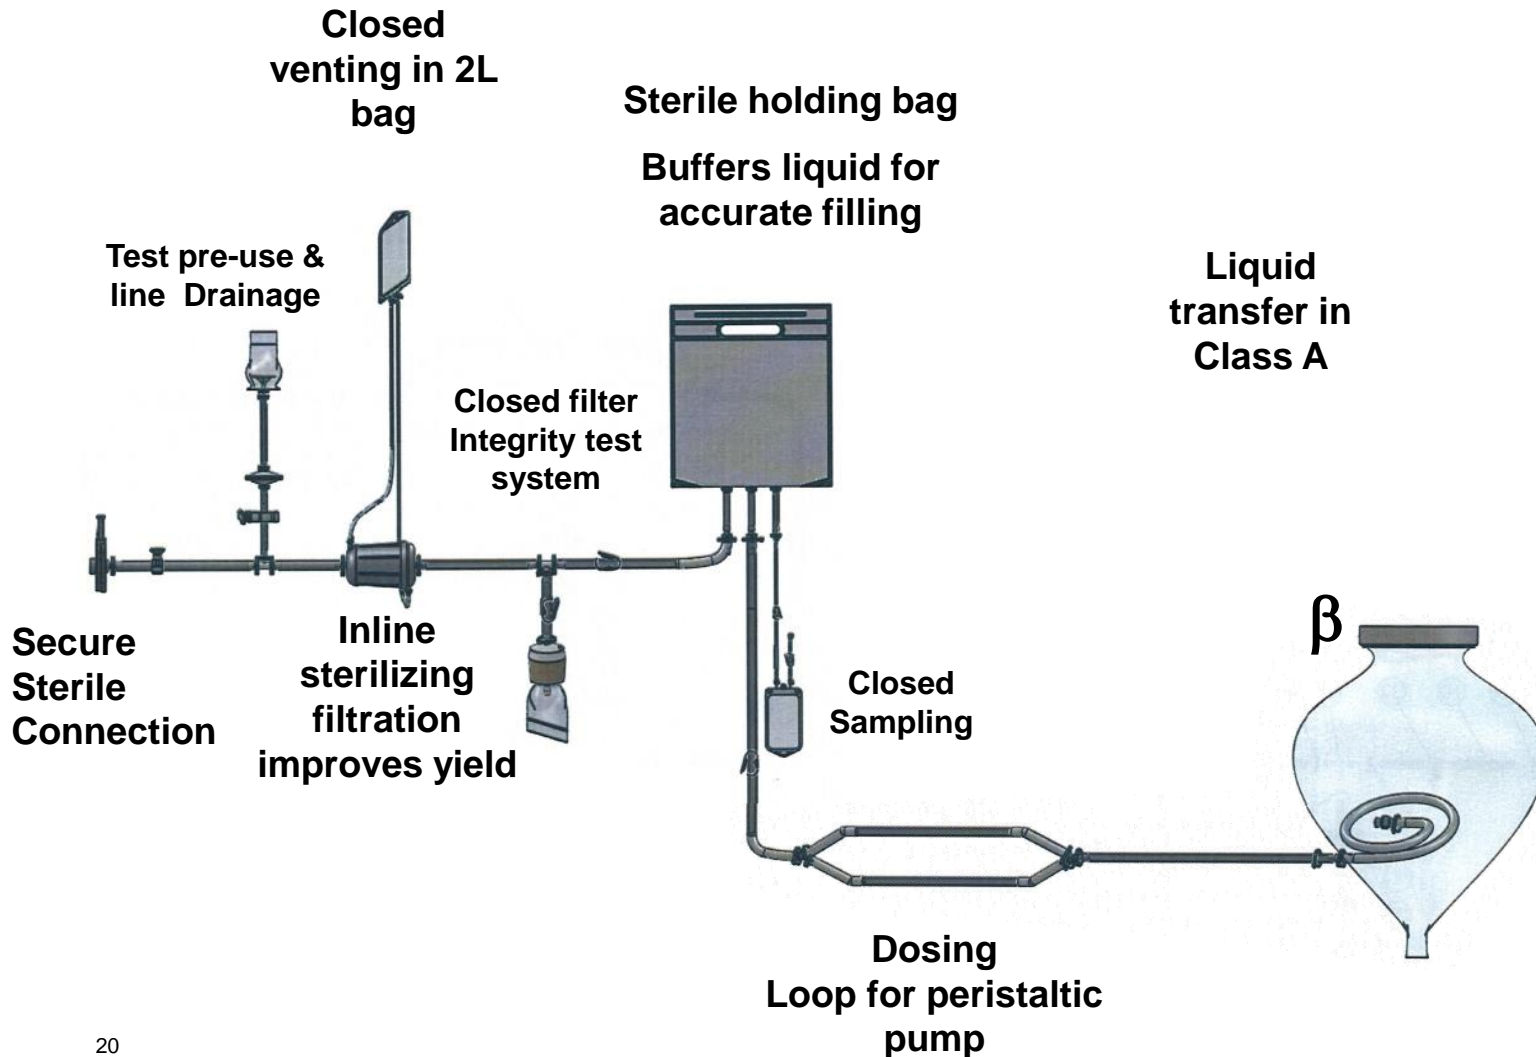 Closed
venting in 2L
bag
Sterile holding bag
Buffers liquid for
accurate filling
Test pre-use &
line Drainage
Liquid
transfer in
Class A
Closed filter
Integrity test
system
β
Secure
Sterile
Connection
Inline
sterilizing
filtration
improves yield
Closed
Sampling
Dosing
Loop for peristaltic
pump
20